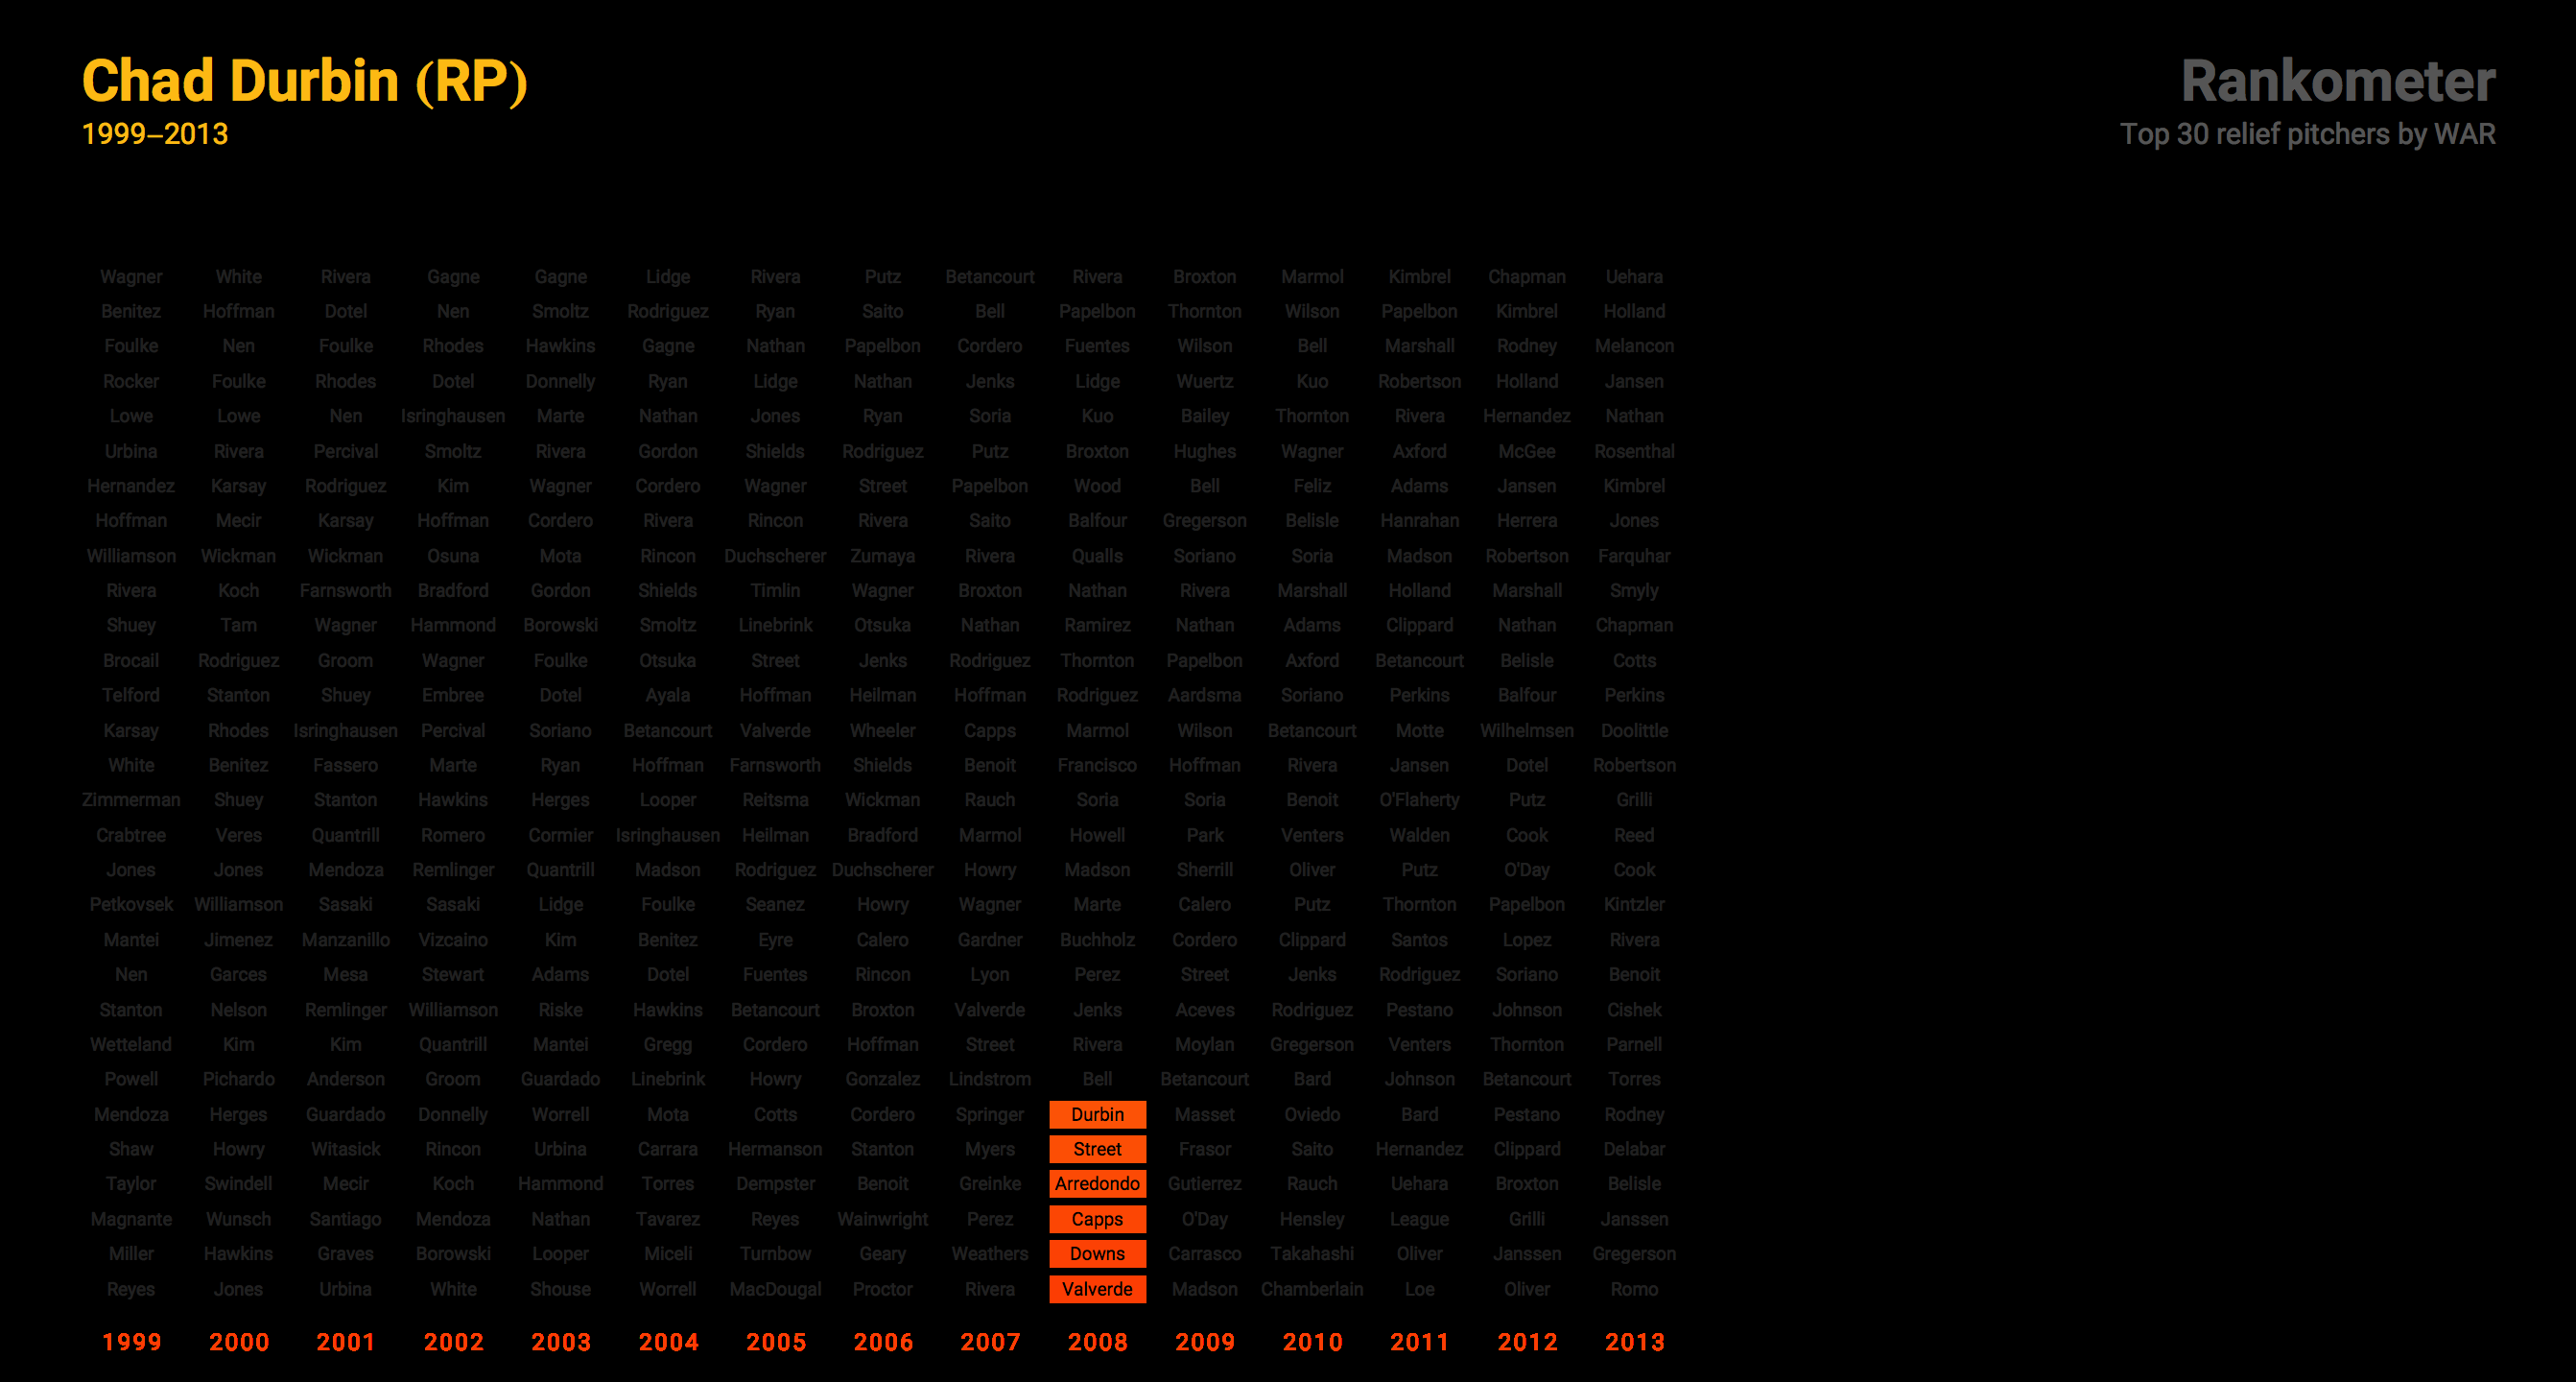 Chad Durbin (RP)
1999–2013
Rankometer
Top 30 relief pitchers by WAR
Wagner White Rivera Gagne Gagne Lidge Rivera Putz Betancourt Rivera Broxton Marmol Kimbrel Chapman Uehara
Benitez Hoffman Dotel Nen Smoltz Rodriguez Ryan Saito Bell Papelbon Thornton Wilson Papelbon Kimbrel Holland
Foulke Nen Foulke Rhodes Hawkins Gagne Nathan Papelbon Cordero Fuentes Wilson Bell Marshall Rodney Melancon
Rocker Foulke Rhodes Dotel Donnelly Ryan Lidge Nathan Jenks Lidge Wuertz Kuo Robertson Holland Jansen
Lowe Lowe Nen Isringhausen Marte Nathan Jones Ryan Soria Kuo Bailey Thornton Rivera Hernandez Nathan
Urbina Rivera Percival Smoltz Rivera Gordon Shields Rodriguez Putz Broxton Hughes Wagner Axford McGee Rosenthal
Hernandez Karsay Rodriguez Kim Wagner Cordero Wagner Street Papelbon Wood Bell Feliz Adams Jansen Kimbrel
Hoffman Mecir Karsay Hoffman Cordero Rivera Rincon Rivera Saito Balfour Gregerson Belisle Hanrahan Herrera Jones
Williamson Wickman Wickman Osuna Mota Rincon Duchscherer Zumaya Rivera Qualls Soriano Soria Madson Robertson Farquhar
Rivera Koch Farnsworth Bradford Gordon Shields Timlin Wagner Broxton Nathan Rivera Marshall Holland Marshall Smyly
Shuey Tam Wagner Hammond Borowski Smoltz Linebrink Otsuka Nathan Ramirez Nathan Adams Clippard Nathan Chapman
Brocail Rodriguez Groom Wagner Foulke Otsuka Street Jenks Rodriguez Thornton Papelbon Axford Betancourt Belisle Cotts
Telford Stanton Shuey Embree Dotel Ayala Hoffman Heilman Hoffman Rodriguez Aardsma Soriano Perkins Balfour Perkins
Karsay Rhodes Isringhausen Percival Soriano Betancourt Valverde Wheeler Capps Marmol Wilson Betancourt Motte Wilhelmsen Doolittle
White Benitez Fassero Marte Ryan Hoffman Farnsworth Shields Benoit Francisco Hoffman Rivera Jansen Dotel Robertson
Zimmerman Shuey Stanton Hawkins Herges Looper Reitsma Wickman Rauch Soria Soria Benoit O'Flaherty Putz Grilli
Crabtree Veres Quantrill Romero Cormier Isringhausen Heilman Bradford Marmol Howell Park Venters Walden Cook Reed
Jones Jones Mendoza Remlinger Quantrill Madson Rodriguez Duchscherer Howry Madson Sherrill Oliver Putz O'Day Cook
Petkovsek Williamson Sasaki Sasaki Lidge Foulke Seanez Howry Wagner Marte Calero Putz Thornton Papelbon Kintzler
Mantei Jimenez Manzanillo Vizcaino Kim Benitez Eyre Calero Gardner Buchholz Cordero Clippard Santos Lopez Rivera
Nen Garces Mesa Stewart Adams Dotel Fuentes Rincon Lyon Perez Street Jenks Rodriguez Soriano Benoit
Stanton Nelson Remlinger Williamson Riske Hawkins Betancourt Broxton Valverde Jenks Aceves Rodriguez Pestano Johnson Cishek
Wetteland Kim Kim Quantrill Mantei Gregg Cordero Hoffman Street Rivera Moylan Gregerson Venters Thornton Parnell
Powell Pichardo Anderson Groom Guardado Linebrink Howry Gonzalez Lindstrom Bell Betancourt Bard Johnson Betancourt Torres
Mendoza Herges Guardado Donnelly Worrell Mota Cotts Cordero Springer Durbin Masset Oviedo Bard Pestano Rodney
Shaw Howry Witasick Rincon Urbina Carrara Hermanson Stanton Myers Street Frasor Saito Hernandez Clippard Delabar
Taylor Swindell Mecir Koch Hammond Torres Dempster Benoit Greinke Arredondo Gutierrez Rauch Uehara Broxton Belisle
Magnante Wunsch Santiago Mendoza Nathan Tavarez Reyes Wainwright Perez Capps O'Day Hensley League Grilli Janssen
Miller Hawkins Graves Borowski Looper Miceli Turnbow Geary Weathers Downs Carrasco Takahashi Oliver Janssen Gregerson
Reyes Jones Urbina White Shouse Worrell MacDougal Proctor Rivera Valverde Madson Chamberlain Loe Oliver Romo
1999 2000 2001 2002 2003 2004 2005 2006 2007 2008 2009 2010 2011 2012 2013